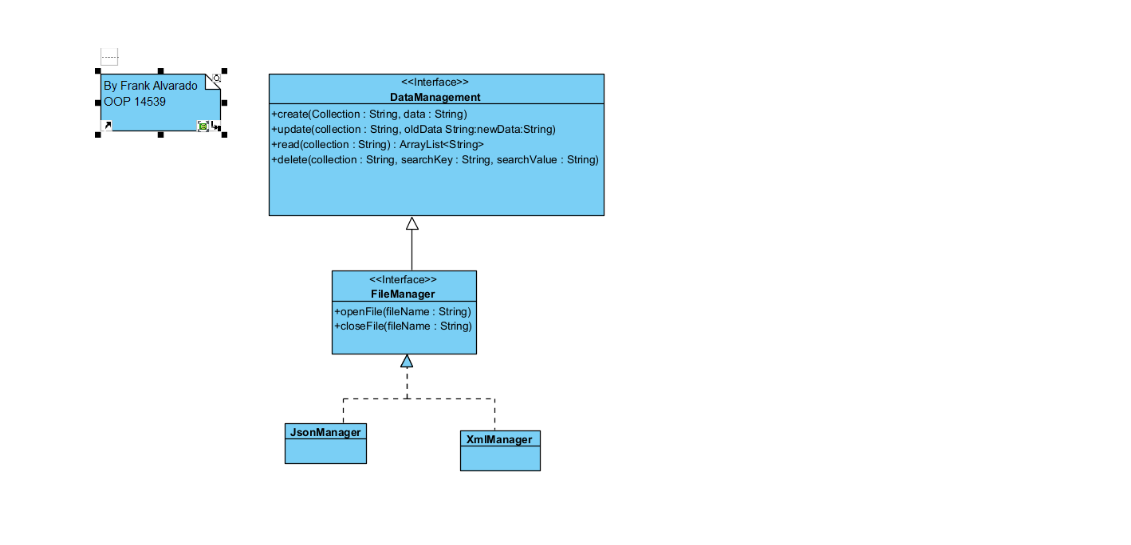 By Frank Alvarado
OOP 14539
<<Interface>>
DataManagement
+create(Collection : String, data : String)
+update(collection : String, oldData String:newData:String)
+read(collection : String) : ArrayList<String>
+delete(collection : String, searchKey : String, searchValue : String)
<<Interface>>
FileManager
+openFile(fileName : String)
+closeFile(fileName : String)
JsonManager
XmlManager